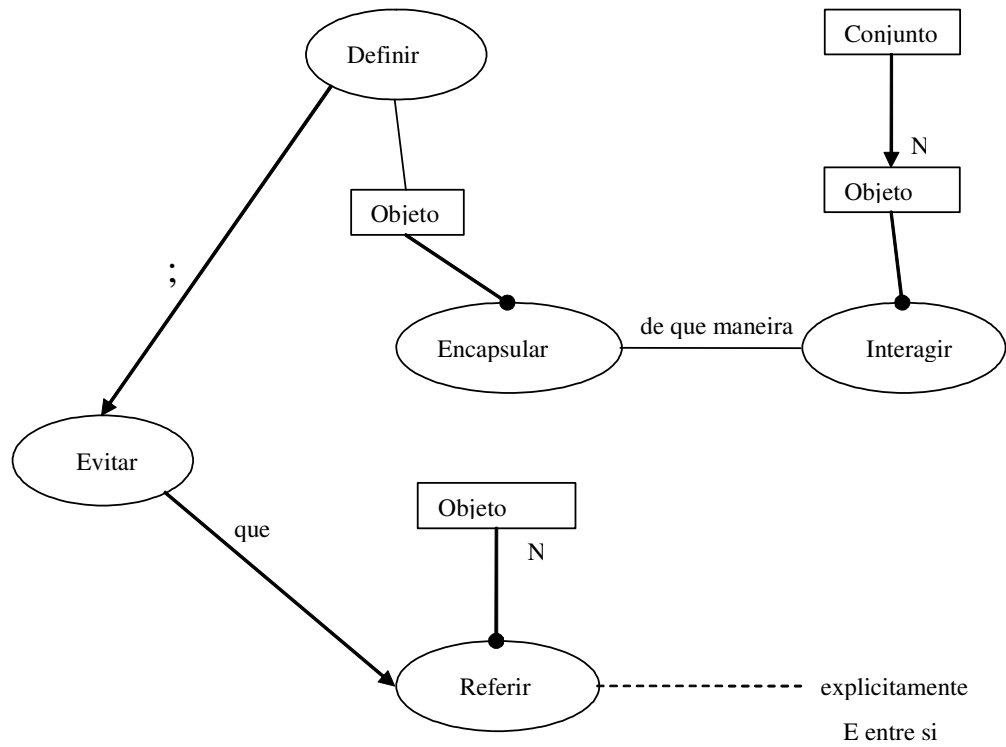 Definir
Conjunto
N
Objeto
Objeto
;
Encapsular
de que maneira
Interagir
Evitar
que
Objeto
N
Referir
explicitamente
E entre si